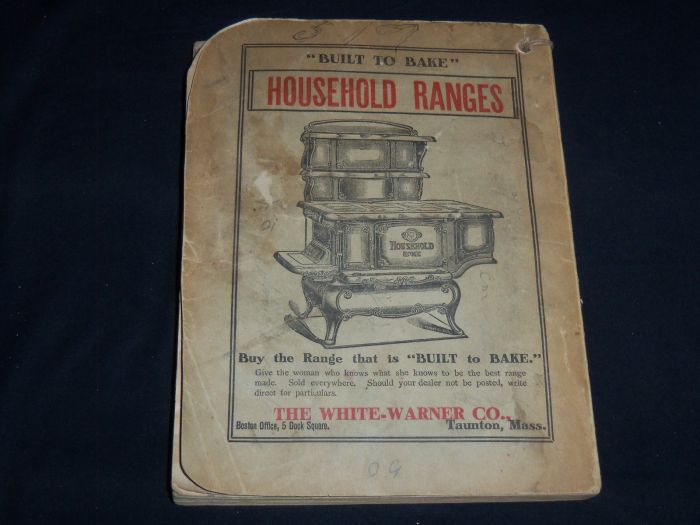 "BUILT TO BAKE"
HOUSEHOLD RANGES
HOUSEHOLD
Buy the Range that is "BUILT to BAKE."
Give the woman who knows what she knows to be the best range
made. Sold everywhere. Should your dealer not be posted, write
direct for particulars.
THE WHITE-WARNER CO.,
Boston Office, 5 Dock Square. Taunton, Mass.